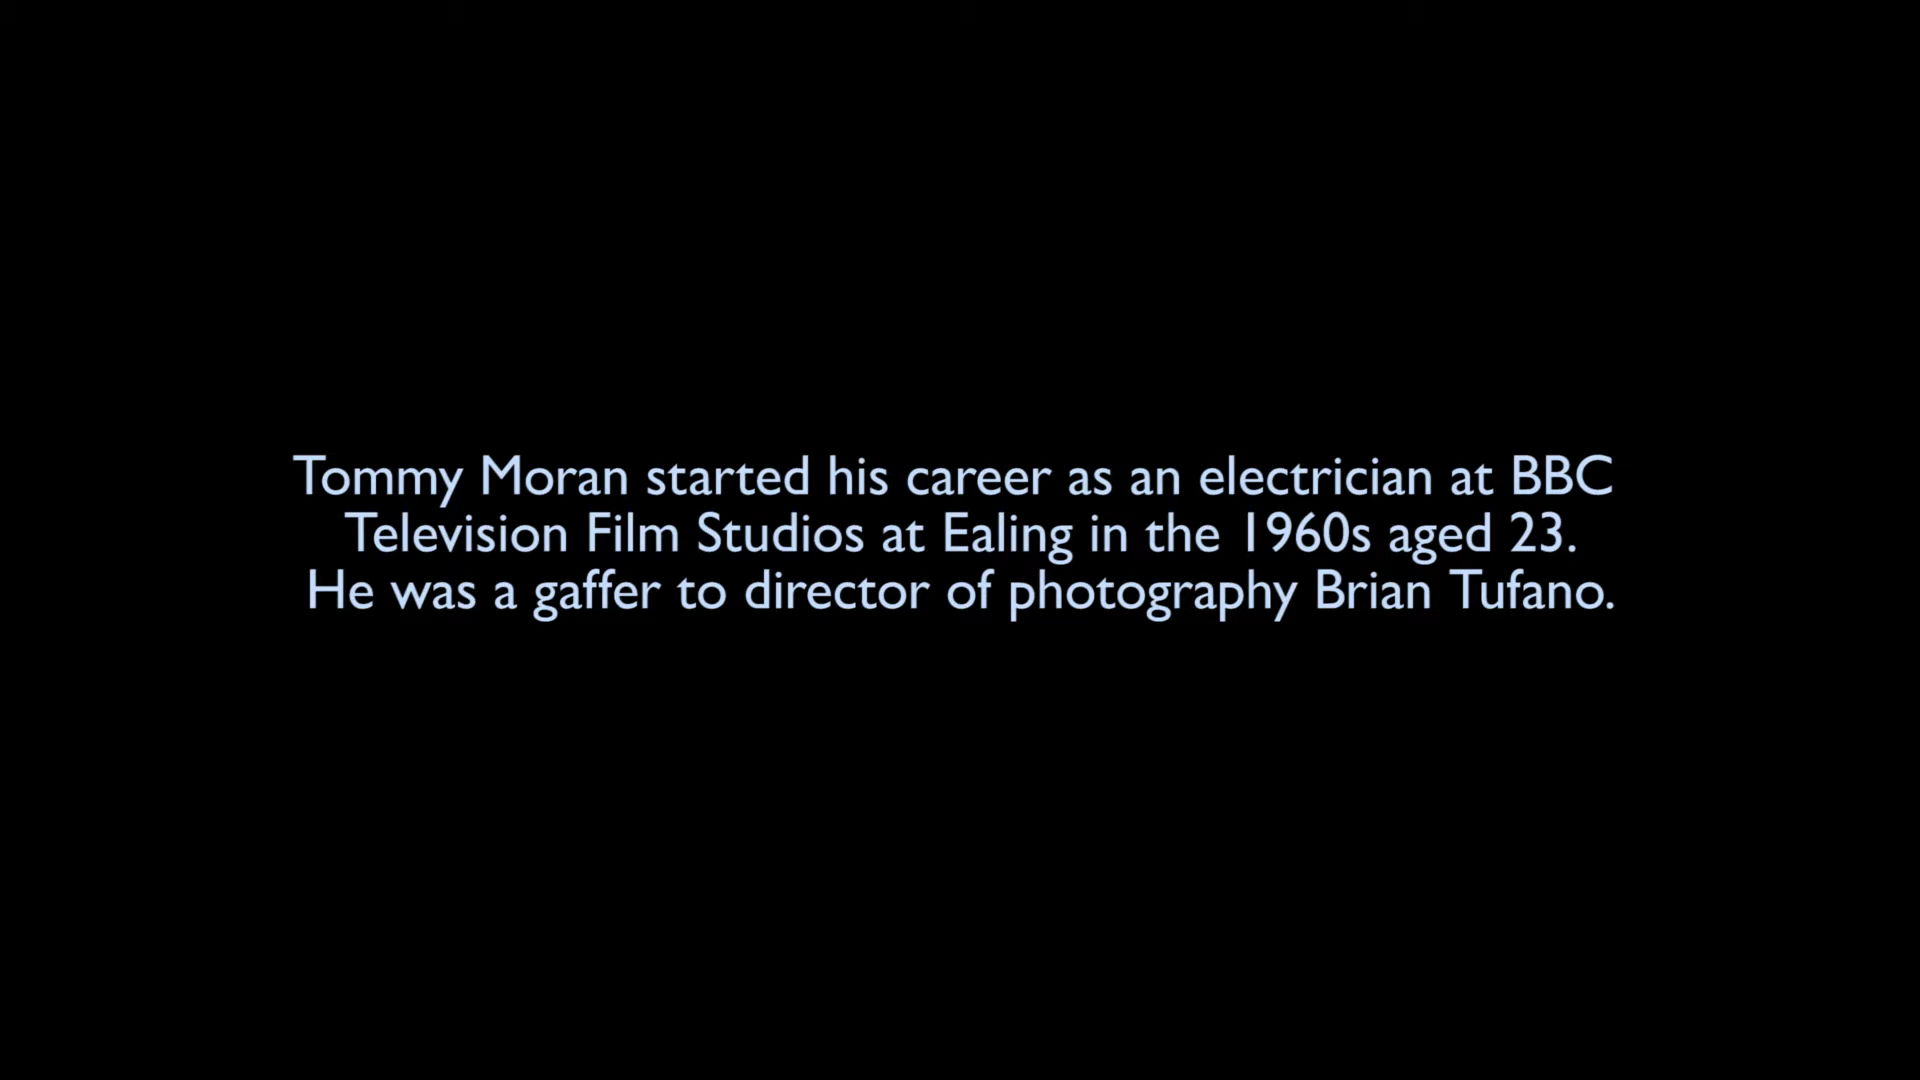 Tommy Moran started his career as an electrician at BBC
Television Film Studios at Ealing in the 1960s aged 23.
He was a gaffer to director of photography Brian Tufano.